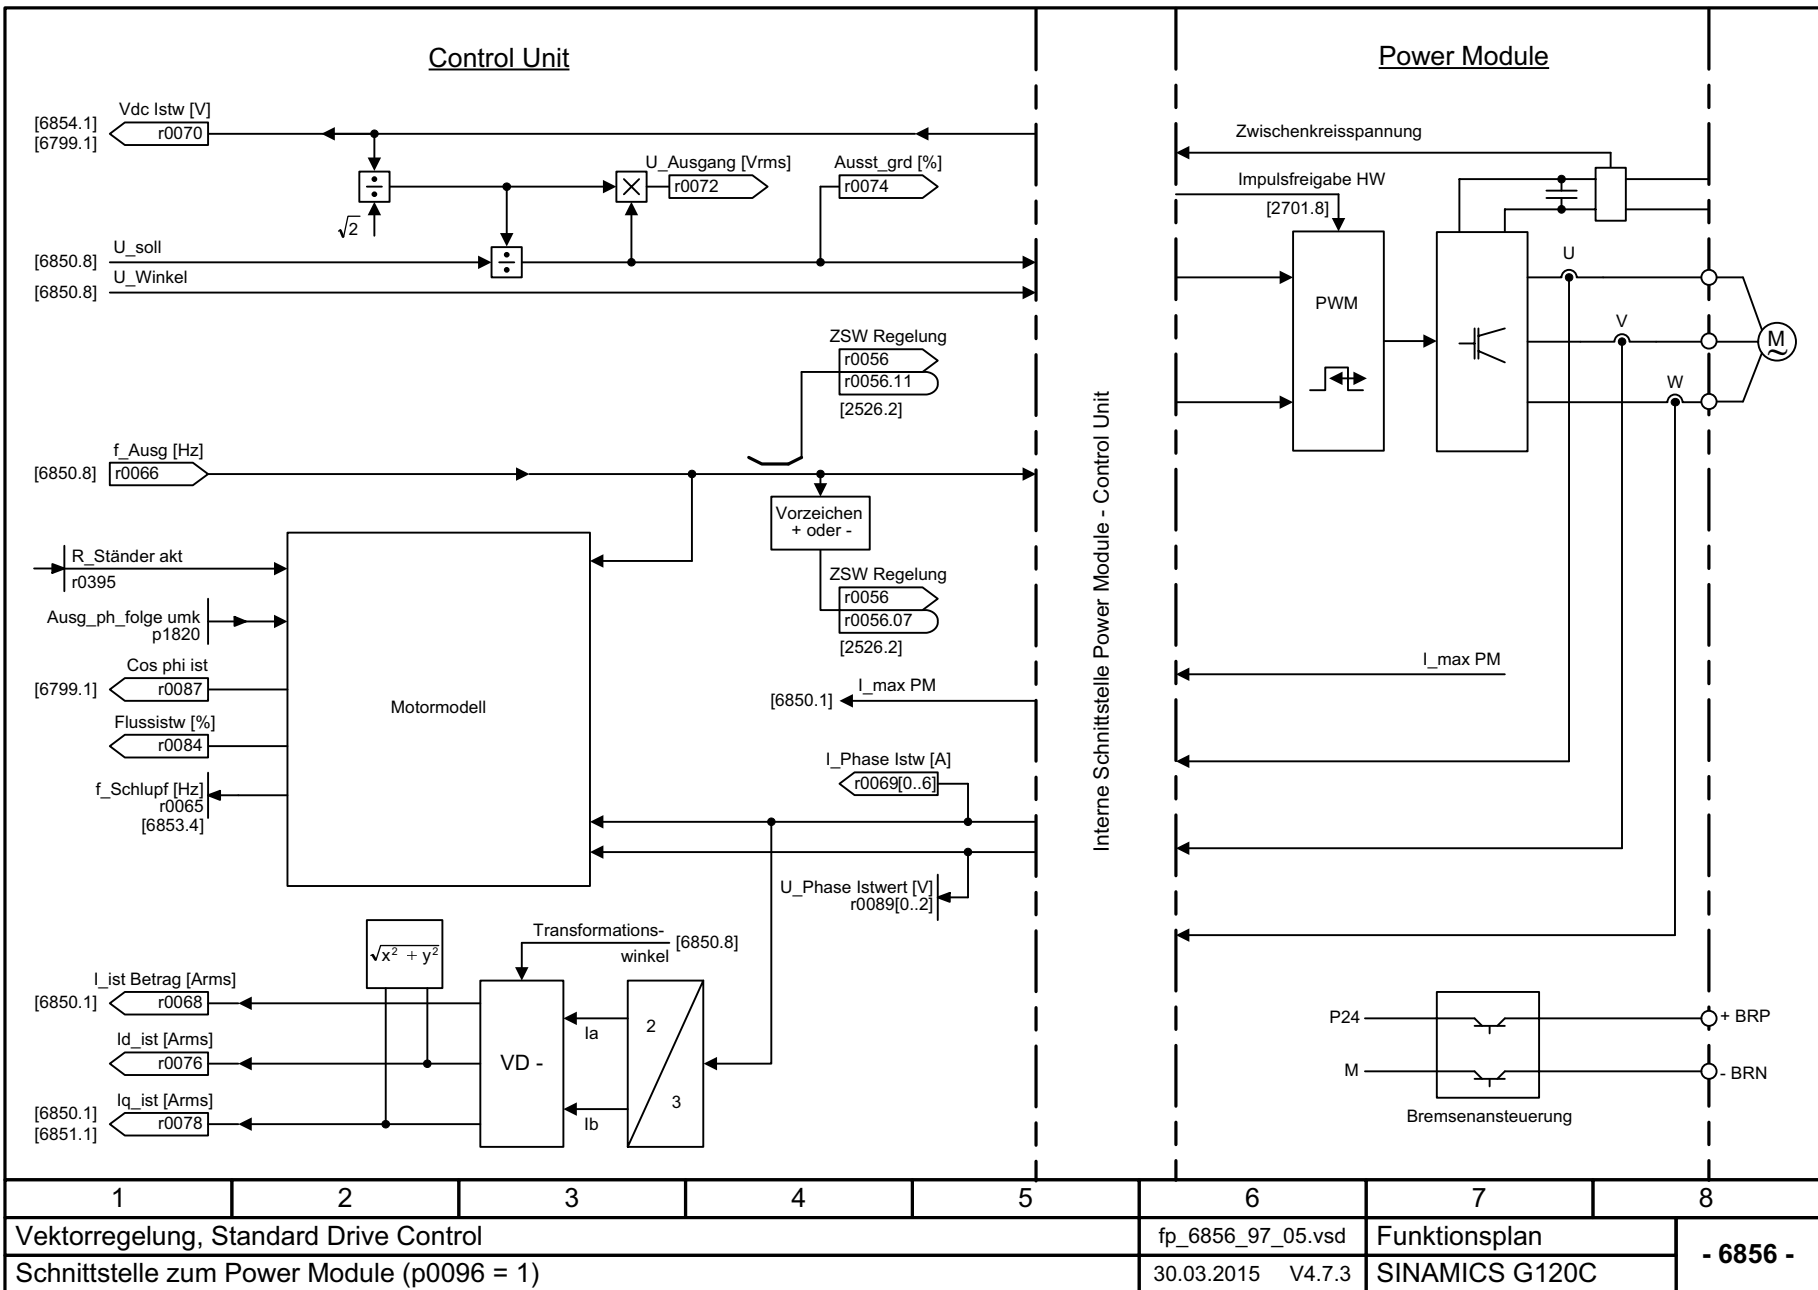 Control Unit
Power Module
Vdc Istw [V]
[6854.1]
[6799.1]
r0070
÷
√2
U_Ausgang [Vrms]
r0072
Ausst_grd [%]
r0074
U_soll
[6850.8]
÷
U_Winkel
[6850.8]
Zwischenkreisspannung
Impulsfreigabe HW
[2701.8]
PWM
U
V
W
M
~
ZSW Regelung
r0056
r0056.11
[2526.2]
f_Ausg [Hz]
[6850.8]
r0066
Vorzeichen
+ oder -
ZSW Regelung
r0056
r0056.07
[2526.2]
R_Ständer akt
r0395
Ausg_ph_folge umk
p1820
Cos phi ist
[6799.1]
r0087
Flussistw [%]
r0084
f_Schlupf [Hz]
r0065
[6853.4]
Motormodell
I_max PM
[6850.1]
I_Phase Istw [A]
r0069[0..6]
U_Phase Istwert [V]
r0089[0..2]
Interne Schnittstelle Power Module - Control Unit
I_max PM
Transformations-
winkel
[6850.8]
√x² + y²
I_ist Betrag [Arms]
[6850.1]
r0068
Id_ist [Arms]
r0076
Iq_ist [Arms]
[6850.1]
[6851.1]
r0078
VD -
Ia
Ib
2
3
P24
+ BRP
M
- BRN
Bremsenansteuerung
1 2 3 4 5 6 7 8
Vektorregelung, Standard Drive Control
fp_6856_97_05.vsd
Funktionsplan
- 6856 -
Schnittstelle zum Power Module (p0096 = 1)
30.03.2015 V4.7.3
SINAMICS G120C